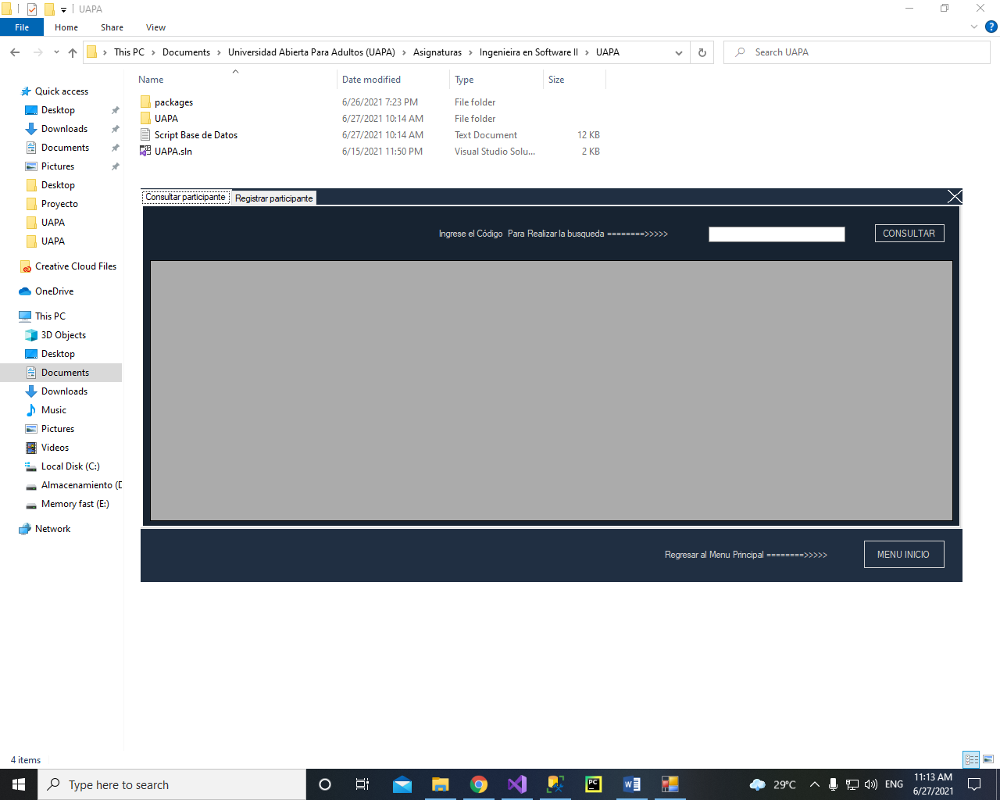 UAPA
File Home Share View
This PC Documents Universidad Abierta Para Adultos (UAPA) Asignaturas Ingenieira en Software II UAPA
Search UAPA
Name Date modified Type Size
packages 6/26/2021 7:23 PM File folder
UAPA 6/27/2021 10:14 AM File folder
Script Base de Datos 6/27/2021 10:14 AM Text Document 12 KB
UAPA.sln 6/15/2021 11:50 PM Visual Studio Solu... 2 KB
Quick access
Desktop
Downloads
Documents
Pictures
Desktop
Proyecto
UAPA
UAPA
Creative Cloud Files
OneDrive
This PC
3D Objects
Desktop
Documents
Downloads
Music
Pictures
Videos
Local Disk (C:)
Almacenamiento (D
Memory fast (E:)
Network
Consultar participante Registrar participante
Ingrese el Código Para Realizar la busqueda ========>>>>> CONSULTAR
Regresar al Menu Principal ========>>>>> MENU INICIO
4 items
Type here to search
PC
W
29°C
ENG
11:13 AM
6/27/2021